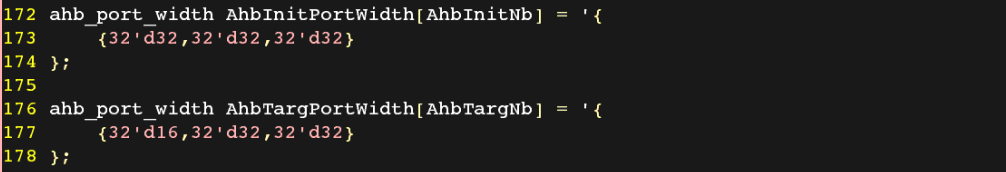 172 ahb_port_width AhbInitPortWidth[AhbInitNb] = '{
173     {32'd32,32'd32,32'd32}
174 };
175
176 ahb_port_width AhbTargPortWidth[AhbTargNb] = '{
177     {32'd16,32'd32,32'd32}
178 };